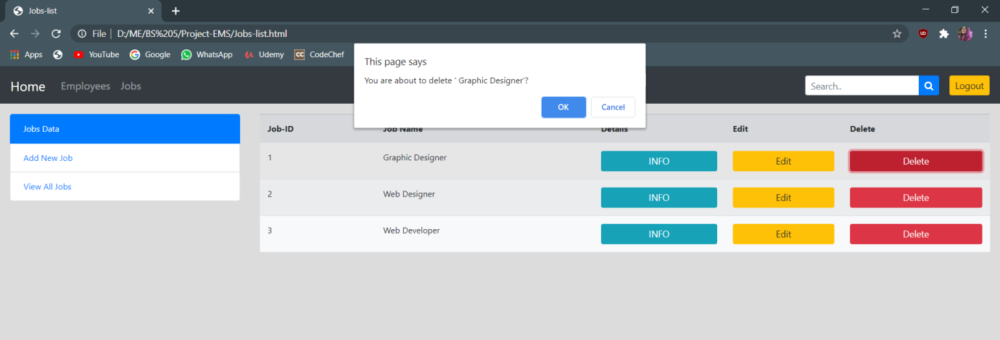 Jobs-list
File | D:/ME/BS%205/Project-EMS/Jobs-list.html
Apps YouTube Google WhatsApp Udemy CC CodeChef
This page says
You are about to delete ' Graphic Designer'?
OK Cancel
Home Employees Jobs Search.. Logout
Jobs Data
Add New Job
View All Jobs
Job-ID Job Name Details Edit Delete
1 Graphic Designer INFO Edit Delete
2 Web Designer INFO Edit Delete
3 Web Developer INFO Edit Delete